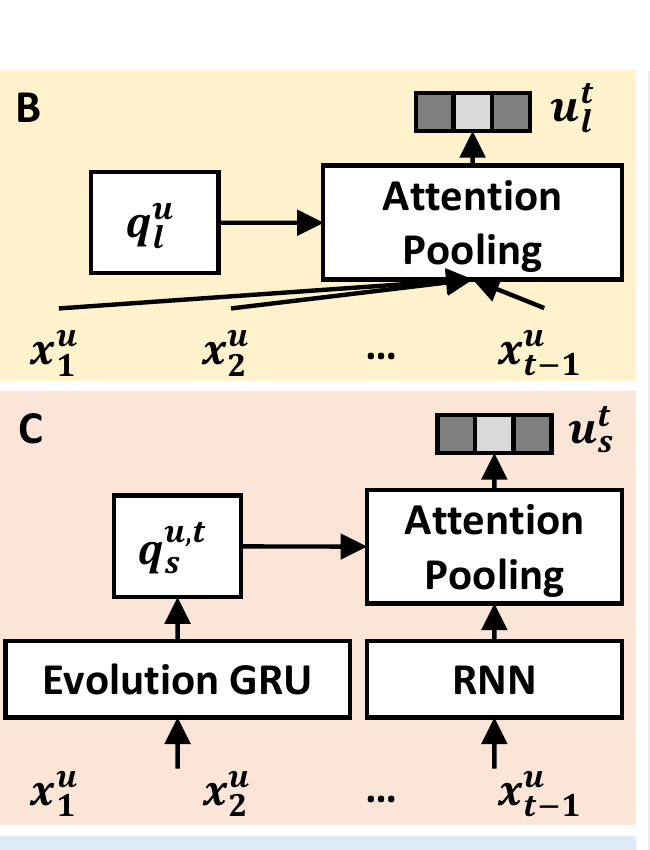 B
u_l^t
q_l^u
Attention
Pooling
x_1^u x_2^u ... x_{t−1}^u
C
u_s^t
q_s^{u,t}
Attention
Pooling
Evolution GRU
RNN
x_1^u x_2^u ... x_{t−1}^u